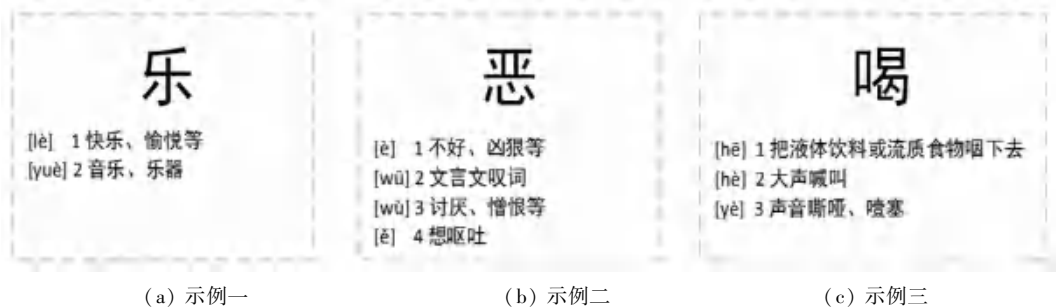 乐
[lè] 1 快乐、愉悦等
[yuè] 2 音乐、乐器
恶
[è] 1 不好、凶狠等
[wū] 2 文言文叹词
[wù] 3 讨厌、憎恨等
[ě] 4 想呕吐
喝
[hē] 1 把液体饮料或流质食物咽下去
[hè] 2 大声喊叫
[yè] 3 声音嘶哑、噎塞
(a) 示例一
(b) 示例二
(c) 示例三